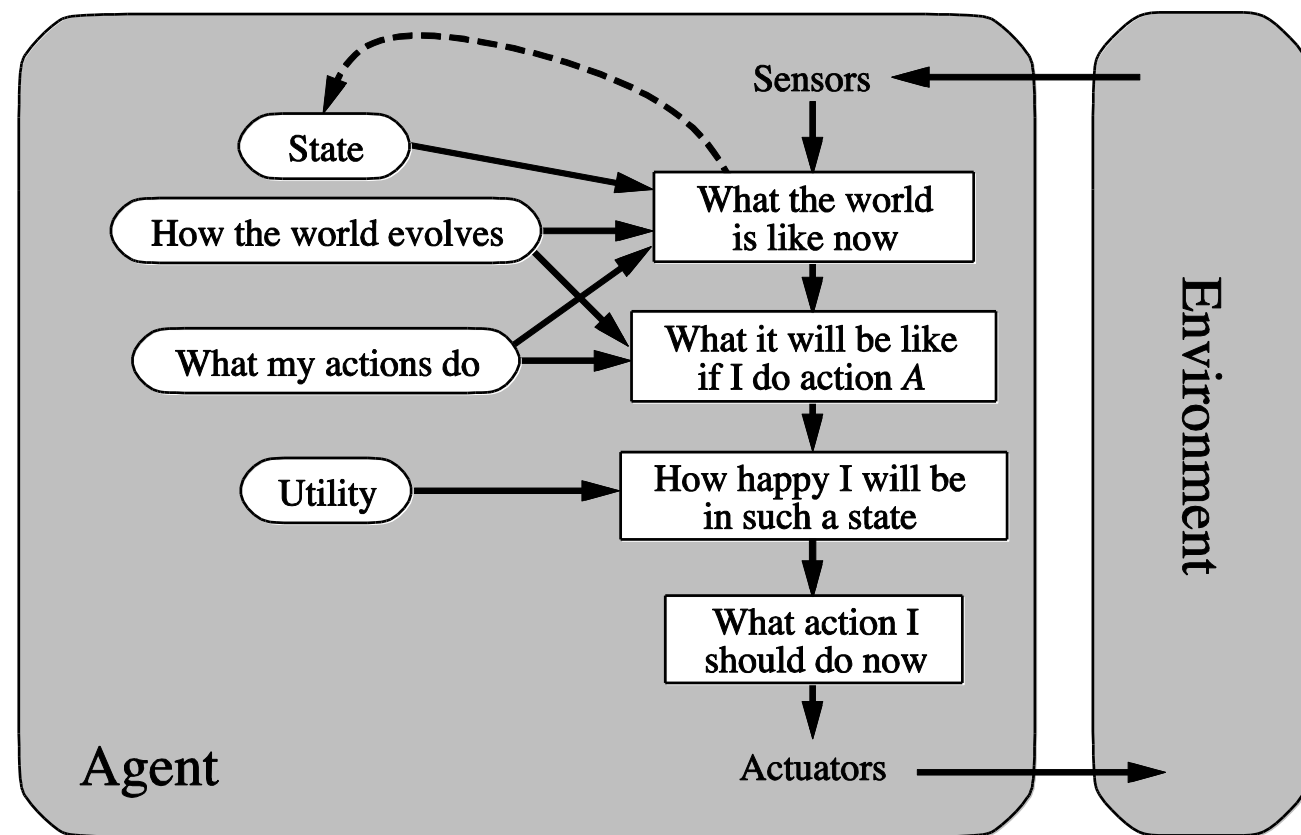 Sensors
State
What the world
is like now
How the world evolves
What it will be like
if I do action A
What my actions do
How happy I will be
in such a state
Utility
What action I
should do now
Agent
Actuators
Environment